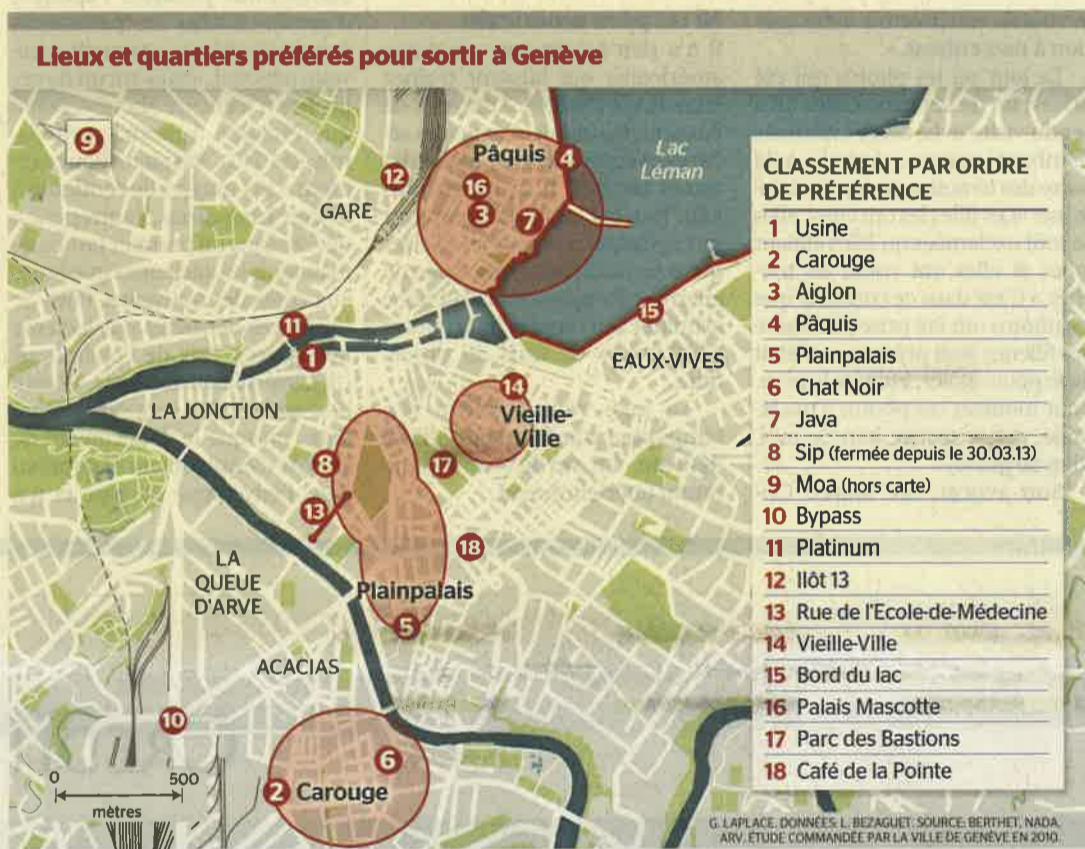 Lieux et quartiers préférés pour sortir à Genève
9
Pâquis
4
Lac
Léman
12
16
GARE
3
7
11
15
1
EAUX-VIVES
LA JONCTION
14
Vieille-
Ville
8
17
13
18
LA
QUEUE
D'ARVE
Plainpalais
5
ACACIAS
10
6
2 Carouge
0 500
mètres
CLASSEMENT PAR ORDRE
DE PRÉFÉRENCE
1 Usine
2 Carouge
3 Aiglon
4 Pâquis
5 Plainpalais
6 Chat Noir
7 Java
8 Sip (fermée depuis le 30.03.13)
9 Moa (hors carte)
10 Bypass
11 Platinum
12 Ilôt 13
13 Rue de l'Ecole-de-Médecine
14 Vieille-Ville
15 Bord du lac
16 Palais Mascotte
17 Parc des Bastions
18 Café de la Pointe
G. LAPLACE. DONNÉES: L. BEZAGUET. SOURCE: BERTHET, NADA,
ARV. ÉTUDE COMMANDÉE PAR LA VILLE DE GENÈVE EN 2010.